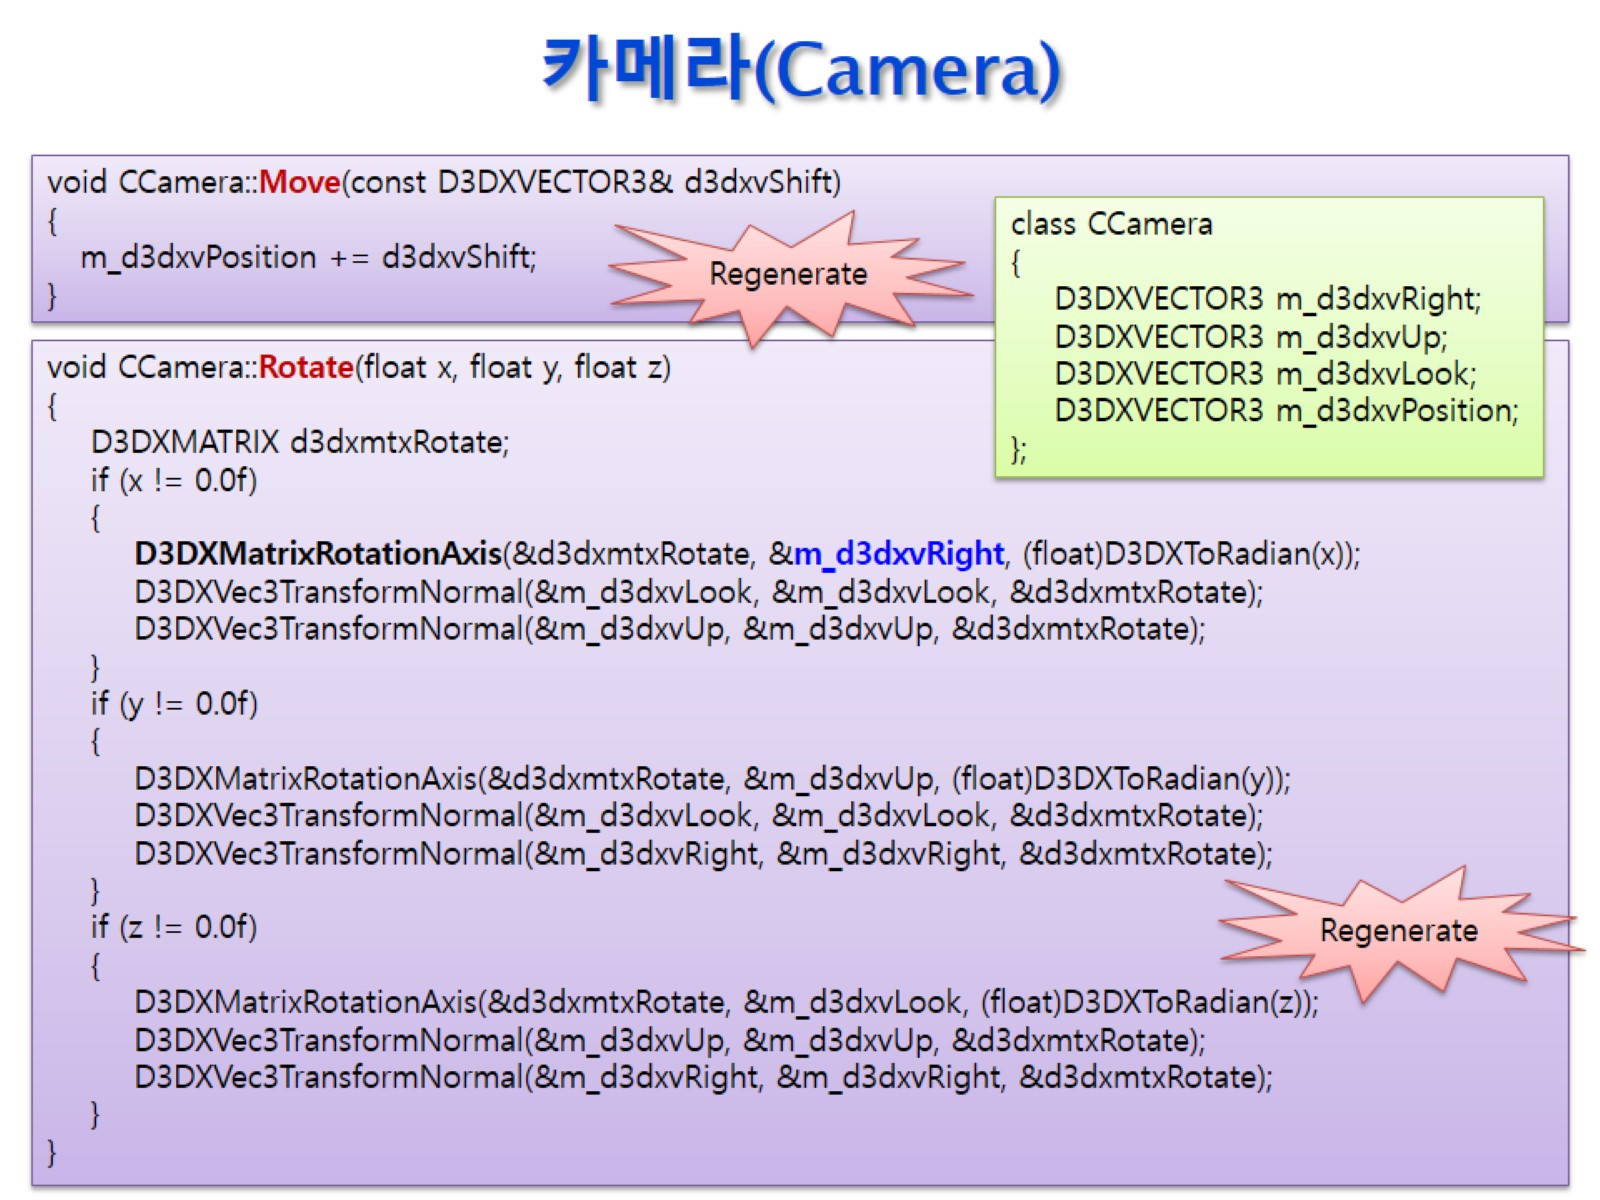 카메라(Camera)
void CCamera::Move(const D3DXVECTOR3& d3dxvShift)
{
m_d3dxvPosition += d3dxvShift;
}
Regenerate
class CCamera
{
D3DXVECTOR3 m_d3dxvRight;
D3DXVECTOR3 m_d3dxvUp;
D3DXVECTOR3 m_d3dxvLook;
D3DXVECTOR3 m_d3dxvPosition;
};
void CCamera::Rotate(float x, float y, float z)
{
D3DXMATRIX d3dxmtxRotate;
if (x != 0.0f)
{
D3DXMatrixRotationAxis(&d3dxmtxRotate, &m_d3dxvRight, (float)D3DXToRadian(x));
D3DXVec3TransformNormal(&m_d3dxvLook, &m_d3dxvLook, &d3dxmtxRotate);
D3DXVec3TransformNormal(&m_d3dxvUp, &m_d3dxvUp, &d3dxmtxRotate);
}
if (y != 0.0f)
{
D3DXMatrixRotationAxis(&d3dxmtxRotate, &m_d3dxvUp, (float)D3DXToRadian(y));
D3DXVec3TransformNormal(&m_d3dxvLook, &m_d3dxvLook, &d3dxmtxRotate);
D3DXVec3TransformNormal(&m_d3dxvRight, &m_d3dxvRight, &d3dxmtxRotate);
}
if (z != 0.0f)
{
D3DXMatrixRotationAxis(&d3dxmtxRotate, &m_d3dxvLook, (float)D3DXToRadian(z));
D3DXVec3TransformNormal(&m_d3dxvUp, &m_d3dxvUp, &d3dxmtxRotate);
D3DXVec3TransformNormal(&m_d3dxvRight, &m_d3dxvRight, &d3dxmtxRotate);
}
}
Regenerate